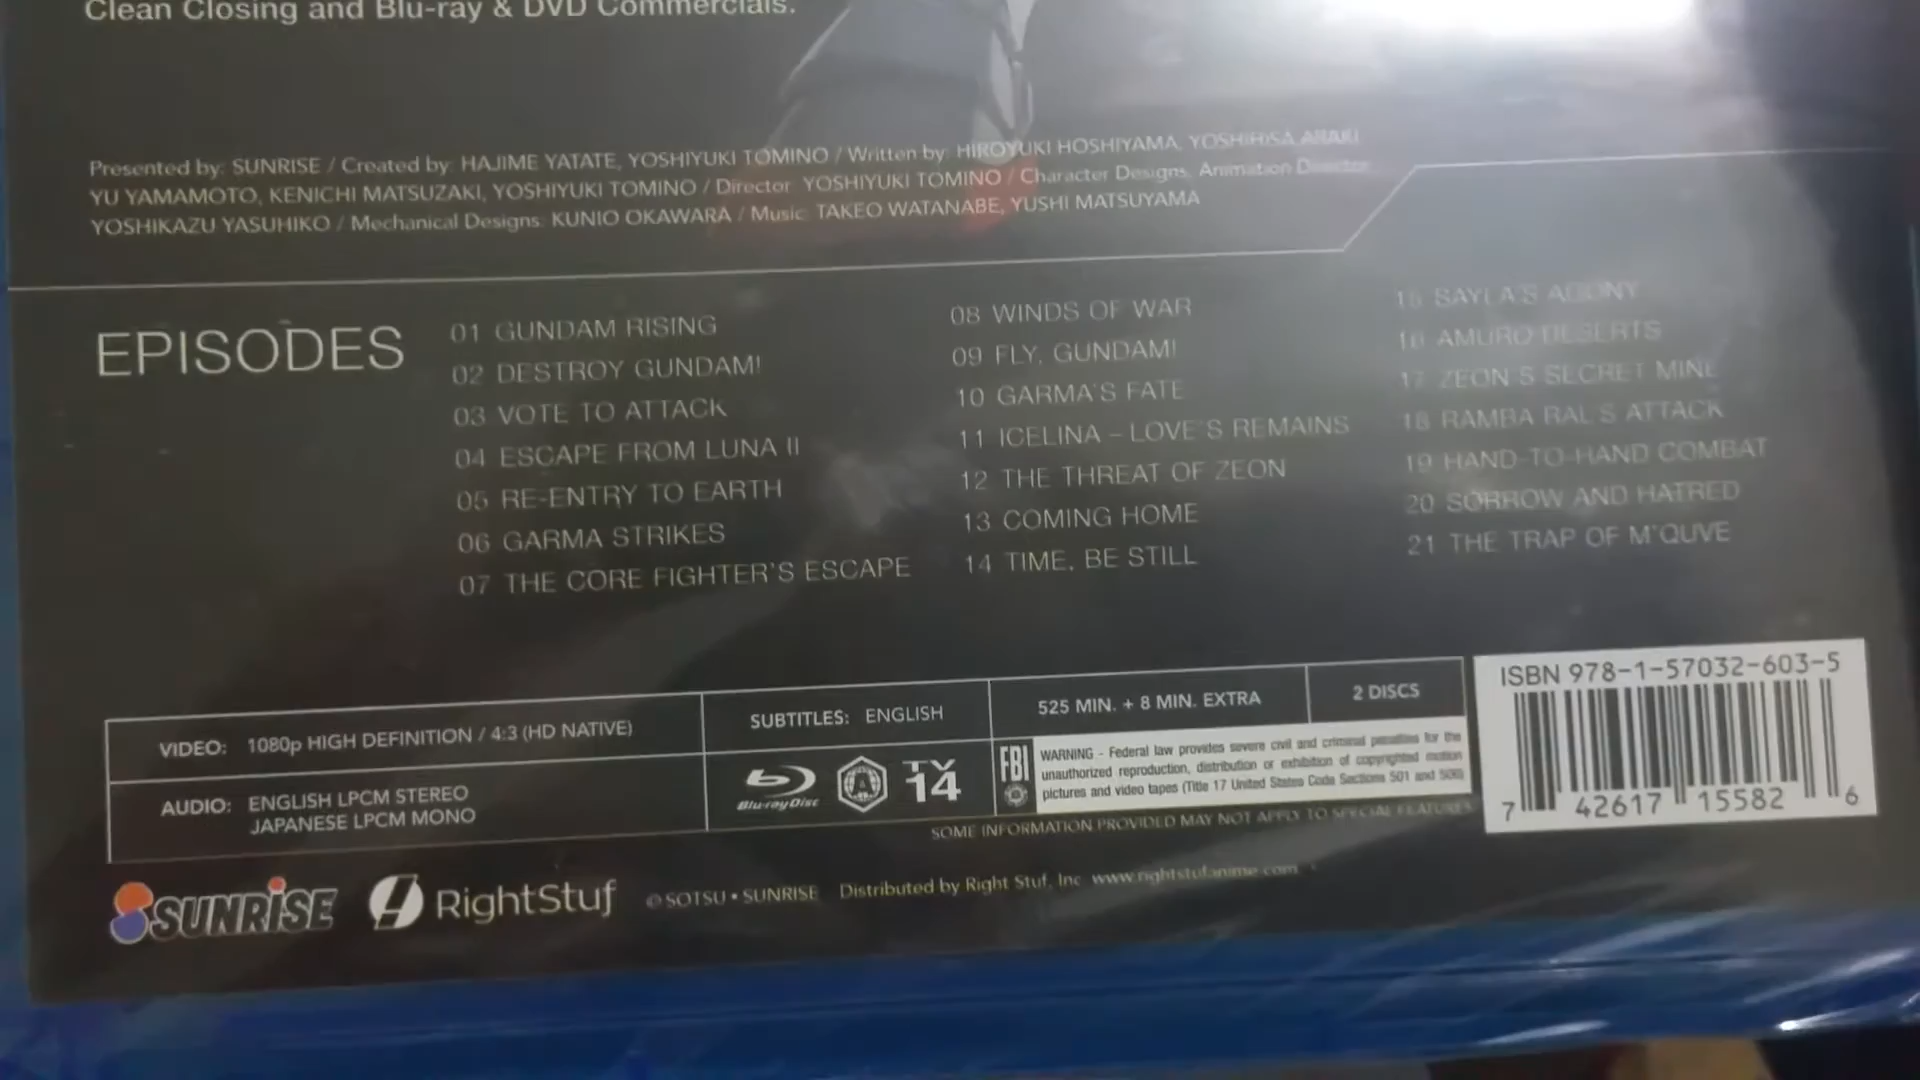 Clean Closing and Blu-ray & DVD Commercials.
Presented by: SUNRISE / Created by: HAJIME YATATE, YOSHIYUKI TOMINO / Written by: HIROYUKI HOSHIYAMA, YOSHIHISA ARAKI
YU YAMAMOTO, KENICHI MATSUZAKI, YOSHIYUKI TOMINO / Director: YOSHIYUKI TOMINO / Character Designs, Animation Director
YOSHIKAZU YASUHIKO / Mechanical Designs: KUNIO OKAWARA / Music: TAKEO WATANABE, YUSHI MATSUYAMA
EPISODES
01 GUNDAM RISING
02 DESTROY GUNDAM!
03 VOTE TO ATTACK
04 ESCAPE FROM LUNA II
05 RE-ENTRY TO EARTH
06 GARMA STRIKES
07 THE CORE FIGHTER'S ESCAPE
08 WINDS OF WAR
09 FLY, GUNDAM!
10 GARMA'S FATE
11 ICELINA – LOVE'S REMAINS
12 THE THREAT OF ZEON
13 COMING HOME
14 TIME, BE STILL
15 SAYLA'S AGONY
16 AMURO DESERTS
17 ZEON'S SECRET MINE
18 RAMBA RAL'S ATTACK
19 HAND-TO-HAND COMBAT
20 SORROW AND HATRED
21 THE TRAP OF M'QUVE
VIDEO: 1080p HIGH DEFINITION / 4:3 (HD NATIVE)
AUDIO: ENGLISH LPCM STEREO
JAPANESE LPCM MONO
SUBTITLES: ENGLISH
Blu-ray Disc
A
TV
14
525 MIN. + 8 MIN. EXTRA
2 DISCS
FBI
WARNING - Federal law provides severe civil and criminal penalties for the
unauthorized reproduction, distribution or exhibition of copyrighted motion
pictures and video tapes (Title 17 United States Code Sections 501 and 506)
SOME INFORMATION PROVIDED MAY NOT APPLY TO SPECIAL FEATURES
ISBN 978-1-57032-603-5
7 42617 15582 6
SUNRISE
RightStuf
© SOTSU • SUNRISE Distributed by Right Stuf, Inc www.rightstufanime.com